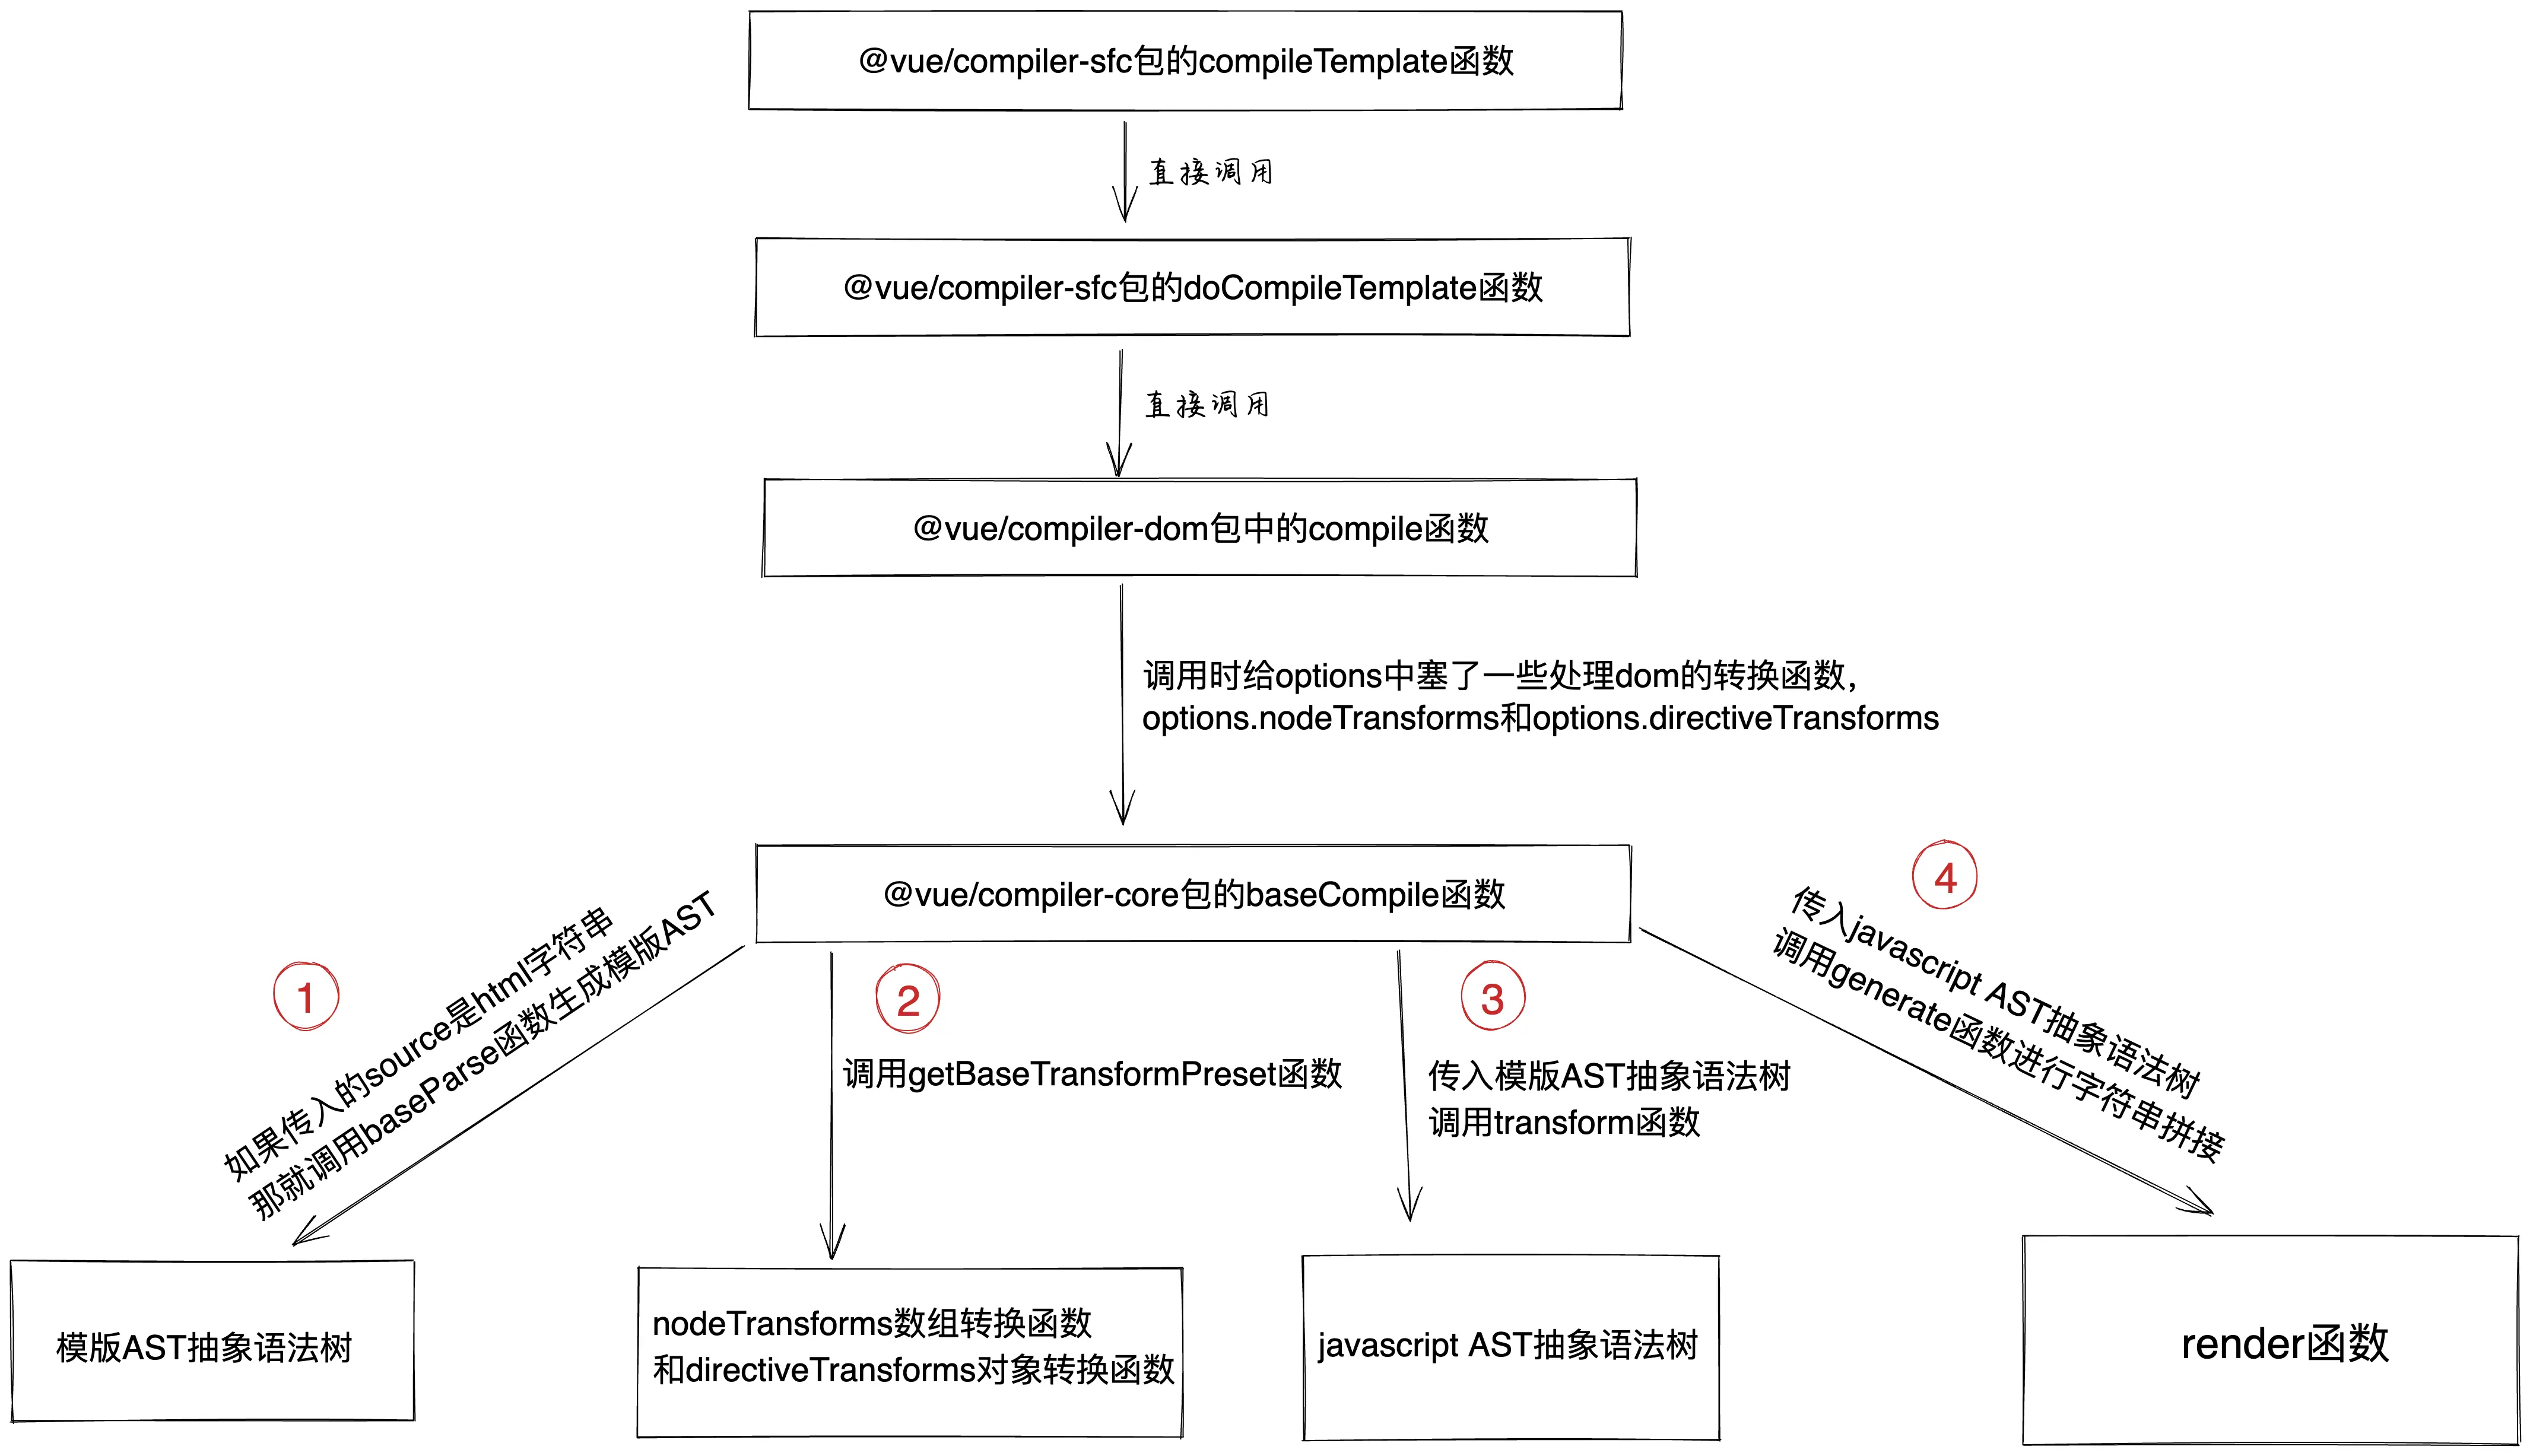 @vue/compiler-sfc包的compileTemplate函数
直接调用
@vue/compiler-sfc包的doCompileTemplate函数
直接调用
@vue/compiler-dom包中的compile函数
调用时给options中塞了一些处理dom的转换函数，
options.nodeTransforms和options.directiveTransforms
@vue/compiler-core包的baseCompile函数
1
如果传入的source是html字符串
那就调用baseParse函数生成模版AST
2
调用getBaseTransformPreset函数
3
传入模版AST抽象语法树
调用transform函数
4
传入javascript AST抽象语法树
调用generate函数进行字符串拼接
模版AST抽象语法树
nodeTransforms数组转换函数
和directiveTransforms对象转换函数
javascript AST抽象语法树
render函数